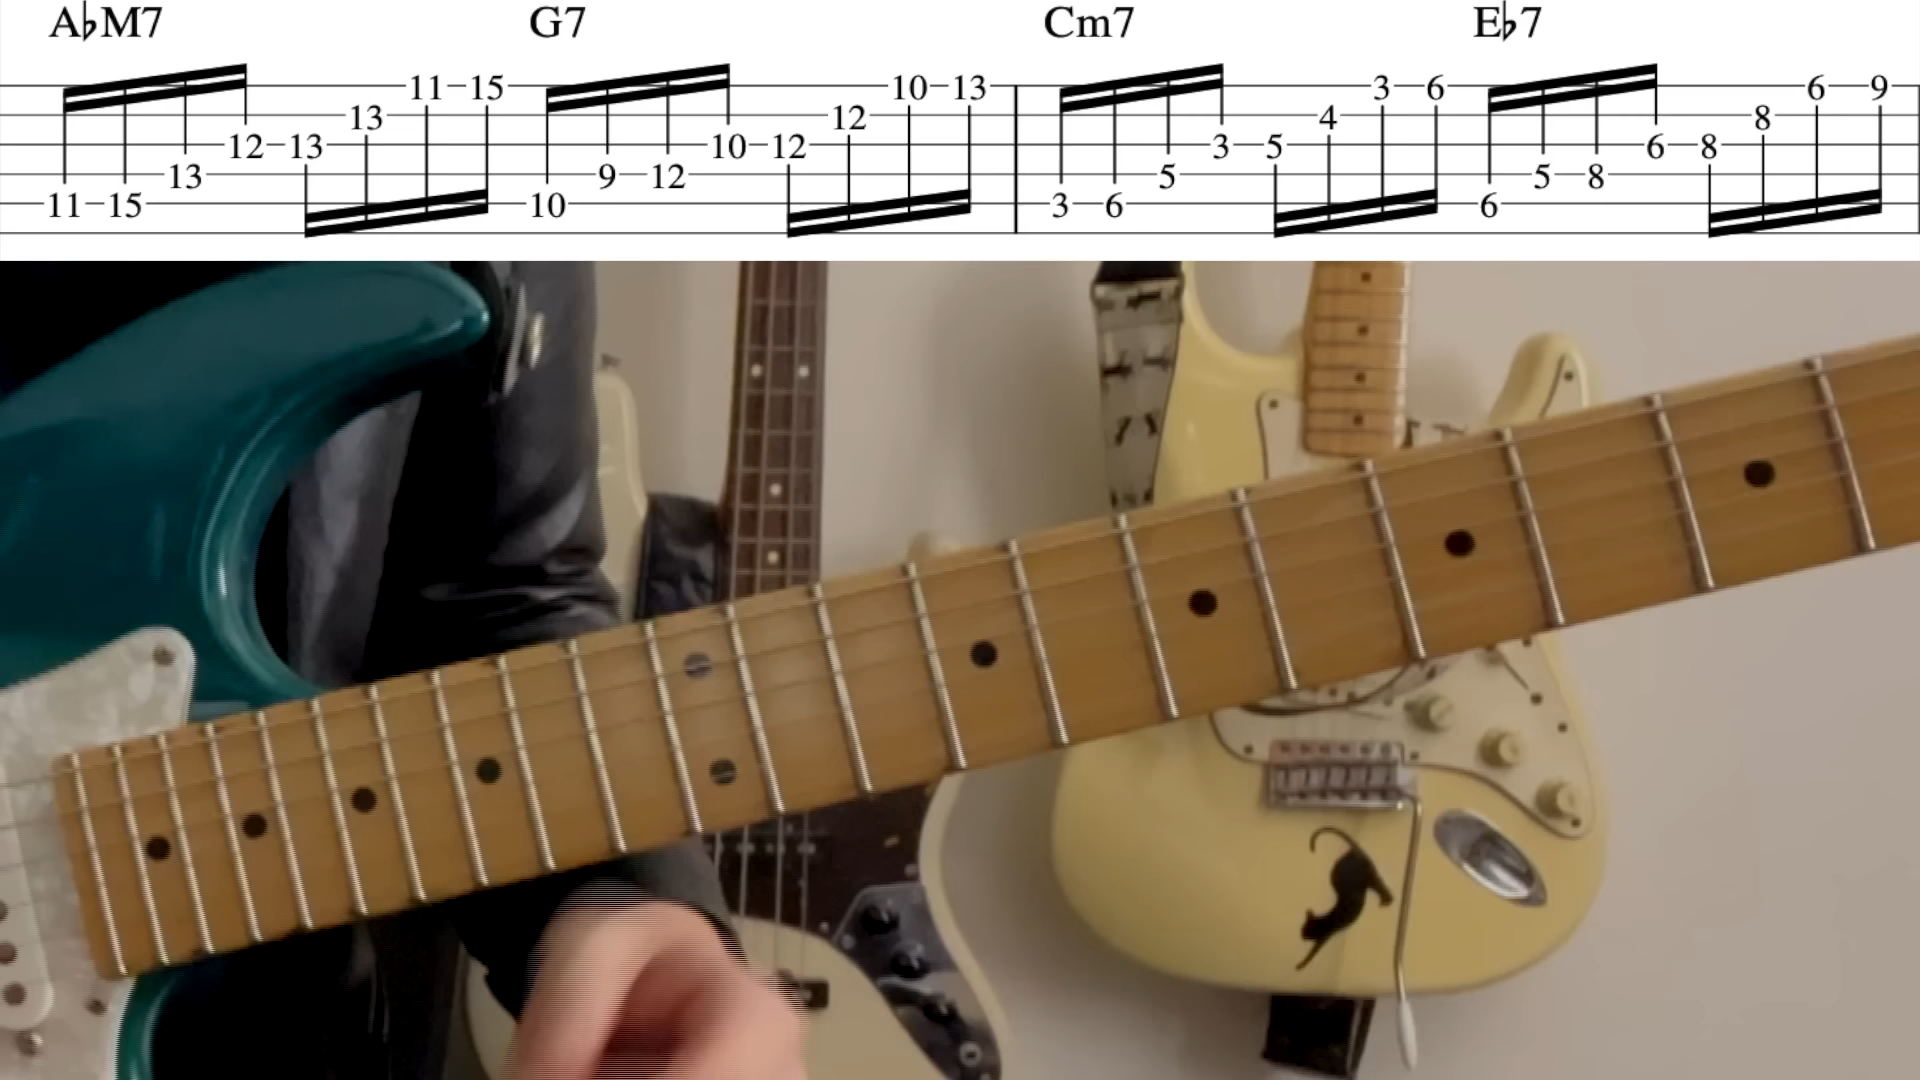 A♭M7 G7 Cm7 E♭7
11 15 10 13 3 6 6 9
13 12 4 8
12 13 10 12 3 5 6 8
13 9 12 5 5 8
11 15 10 3 6 6